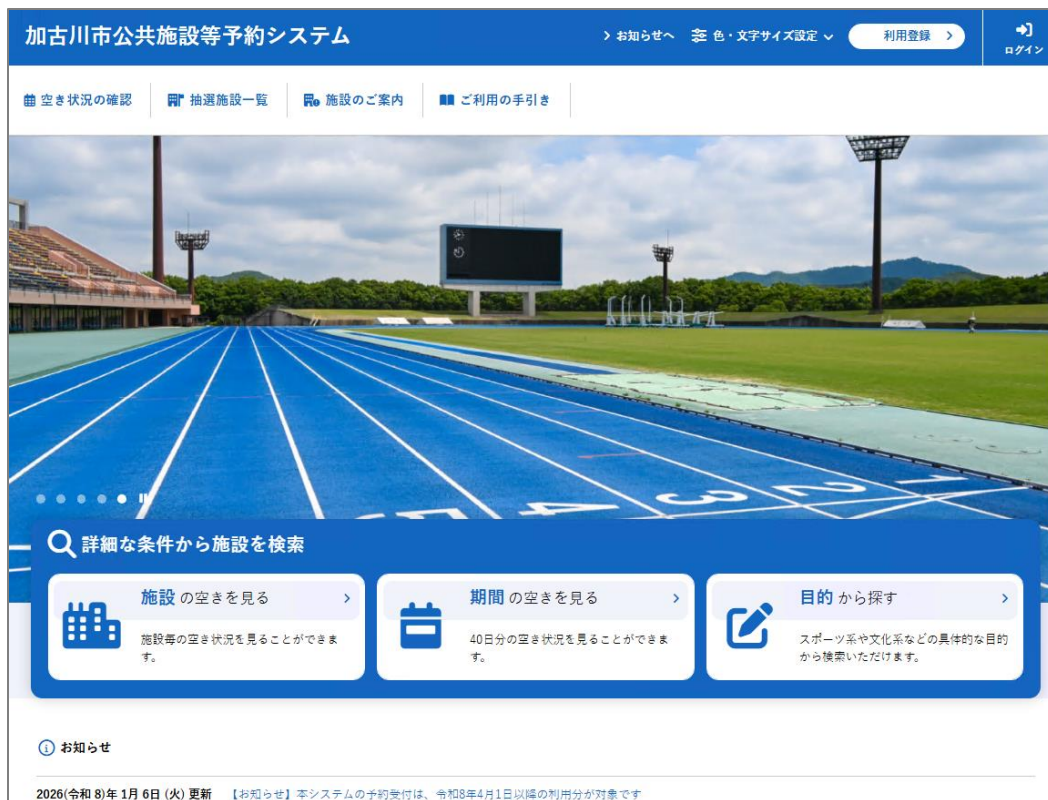 加古川市公共施設等予約システム
お知らせへ 色・文字サイズ設定 利用登録 ログイン
空き状況の確認 抽選施設一覧 施設のご案内 ご利用の手引き
5 4 3 2 1
詳細な条件から施設を検索
施設 の空きを見る
施設毎の空き状況を見ることができま
す。
期間 の空きを見る
40日分の空き状況を見ることができま
す。
目的 から探す
スポーツ系や文化系などの具体的な目的
から検索いただけます。
お知らせ
2026(令和 8)年 1月 6日 (火) 更新 【お知らせ】本システムの予約受付は、令和8年4月1日以降の利用分が対象です